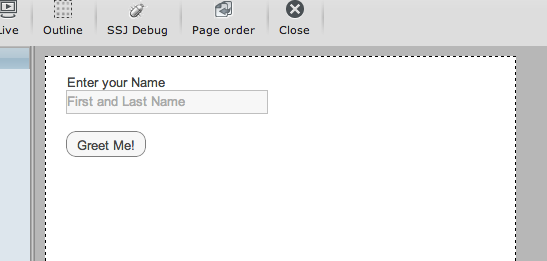 Live
Outline
SSJ Debug
Page order
Close
Enter your Name
First and Last Name
Greet Me!